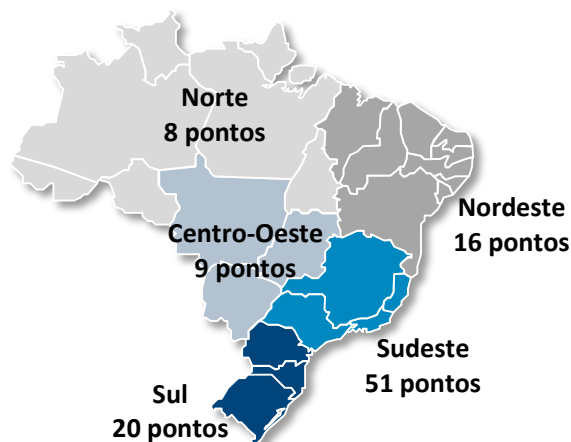 Norte
8 pontos
Nordeste
16 pontos
Centro-Oeste
9 pontos
Sudeste
51 pontos
Sul
20 pontos